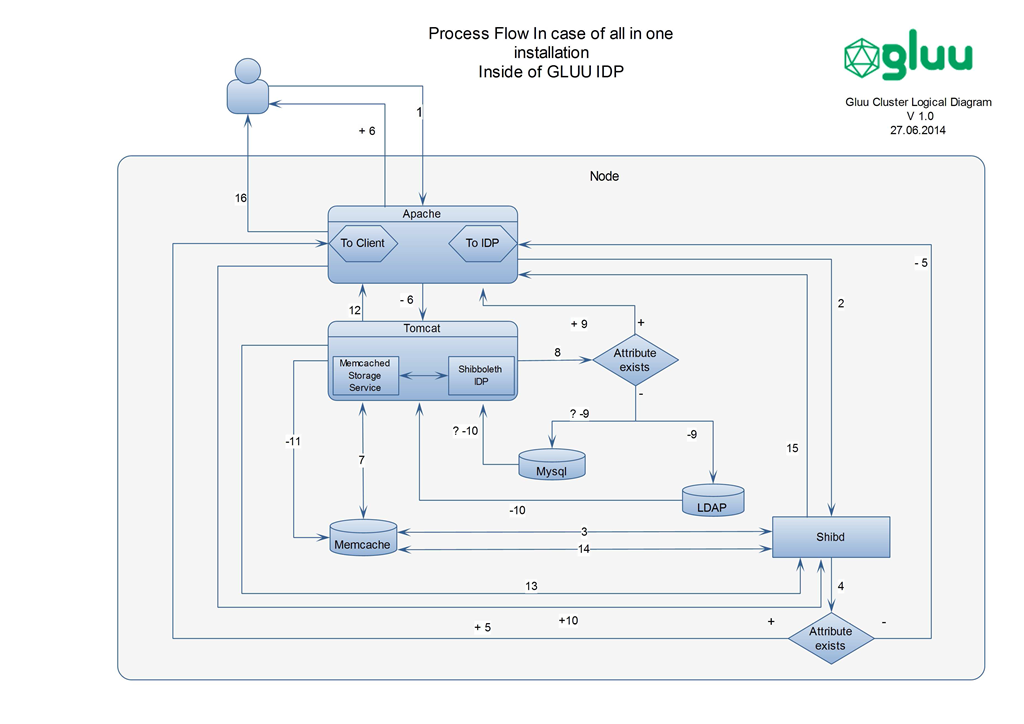 Process Flow In case of all in one
installation
Inside of GLUU IDP
gluu
Gluu Cluster Logical Diagram
V 1.0
27.06.2014
1
+ 6
Node
16
Apache
To Client
To IDP
- 5
2
12
- 6
Tomcat
+ 9
+
8
Attribute
exists
Memcached
Storage
Service
Shibboleth
IDP
-
? -9
? -10
-9
-11
7
15
Mysql
LDAP
-10
3
Memcache
Shibd
14
13
4
+ 5
+10
+
-
Attribute
exists